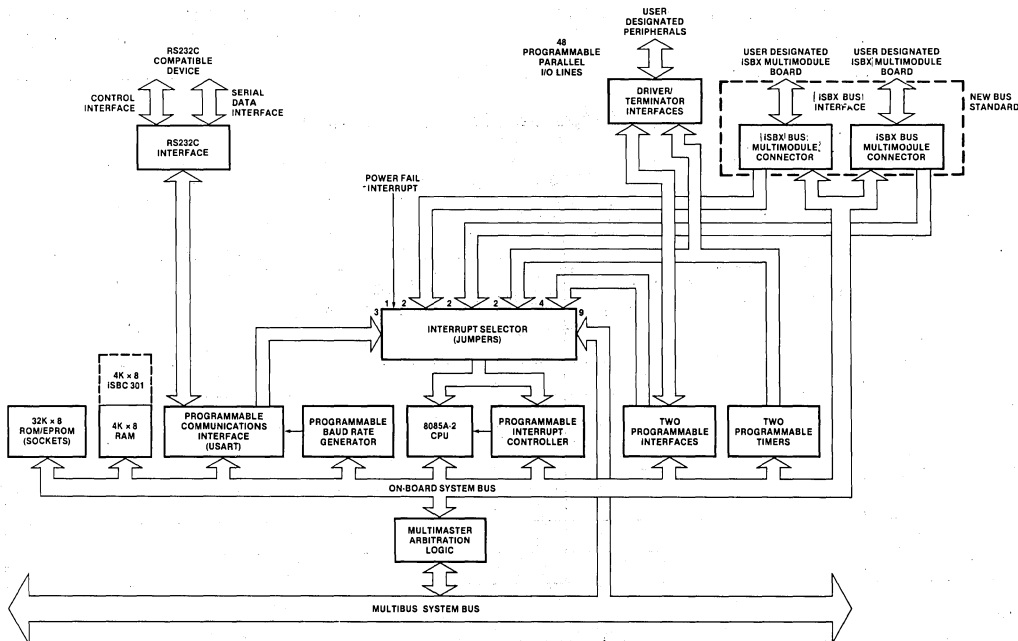 USER
DESIGNATED
PERIPHERALS
48
PROGRAMMABLE
PARALLEL
I/O LINES
RS232C
COMPATIBLE
DEVICE
CONTROL
INTERFACE
SERIAL
DATA
INTERFACE
RS232C
INTERFACE
DRIVER/
TERMINATOR
INTERFACES
USER DESIGNATED
iSBX MULTIMODULE
BOARD
USER DESIGNATED
iSBX MULTIMODULE
BOARD
iSBX BUS
INTERFACE
NEW BUS
STANDARD
iSBX BUS
MULTIMODULE
CONNECTOR
iSBX BUS
MULTIMODULE
CONNECTOR
POWER FAIL
INTERRUPT
3
1
2
2
2
4
9
INTERRUPT SELECTOR
(JUMPERS)
4K × 8
iSBC 301
32K × 8
ROM/EPROM
(SOCKETS)
4K × 8
RAM
PROGRAMMABLE
COMMUNICATIONS
INTERFACE
(USART)
PROGRAMMABLE
BAUD RATE
GENERATOR
8085A-2
CPU
PROGRAMMABLE
INTERRUPT
CONTROLLER
TWO
PROGRAMMABLE
INTERFACES
TWO
PROGRAMMABLE
TIMERS
ON-BOARD SYSTEM BUS
MULTIMASTER
ARBITRATION
LOGIC
MULTIBUS SYSTEM BUS